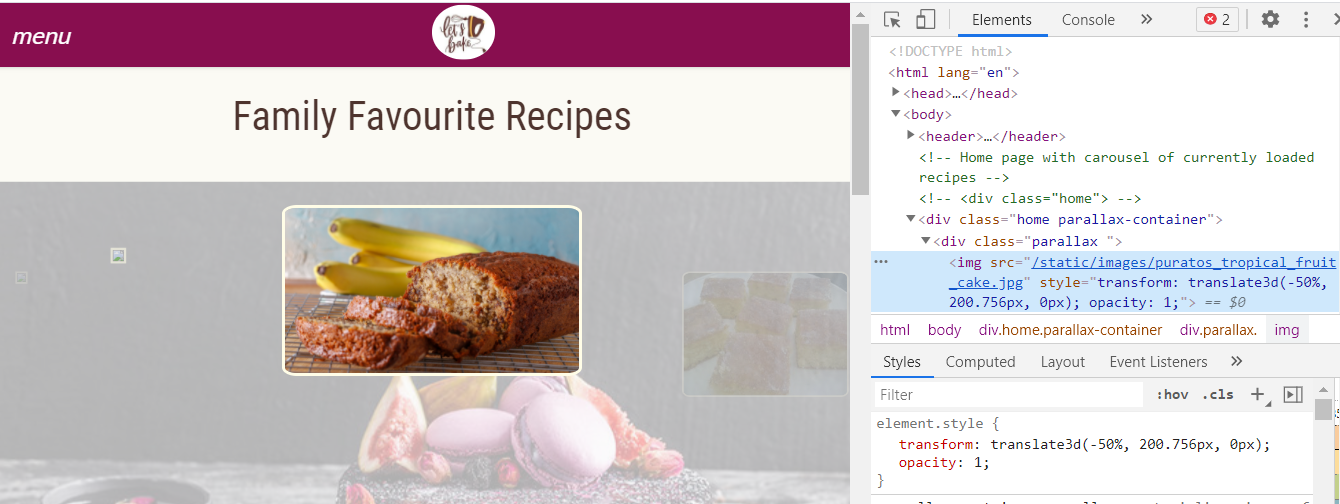 menu
let's
bake
Family Favourite Recipes
Elements
Console
2
<!DOCTYPE html>
<html lang="en">
<head>…</head>
<body>
<header>…</header>
<!-- Home page with carousel of currently loaded
recipes -->
<!-- <div class="home"> -->
<div class="home parallax-container">
<div class="parallax ">
<img src="/static/images/puratos_tropical_fruit
_cake.jpg" style="transform: translate3d(-50%,
200.756px, 0px); opacity: 1;"> == $0
html body div.home.parallax-container div.parallax. img
Styles Computed Layout Event Listeners
Filter :hov .cls
element.style {
transform: translate3d(-50%, 200.756px, 0px);
opacity: 1;
}